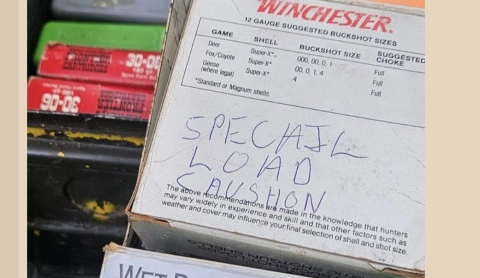 WINCHESTER®
12 GAUGE SUGGESTED BUCKSHOT SIZES
GAME SHELL BUCKSHOT SIZE SUGGESTED CHOKE
Deer Super-X*. 000, 00, 0, 1 Full
Fox/Coyote Super-X* 00, 0, 1, 4 Full
Geese (where legal) Super-X* 4 Full
*Standard or Magnum shells.
SPECHJL
LOAD
CAUSHON
The above recommendations are made in the knowledge that hunters
may vary widely in experience and skill and that other factors such as
weather and cover may influence your final selection of shell and shot size.
30-06
30-06
WET